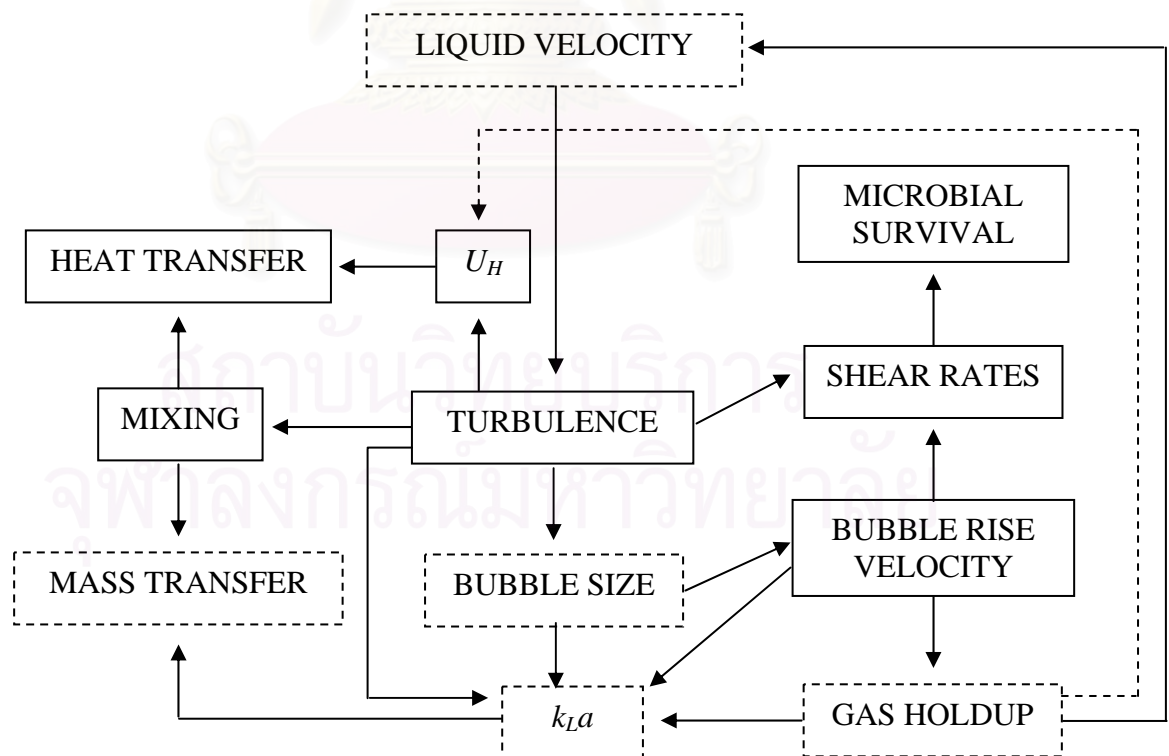 LIQUID VELOCITY
MICROBIAL
SURVIVAL
HEAT TRANSFER
U_H
SHEAR RATES
MIXING
TURBULENCE
สถาบันวิทยบริการ
จุฬาลงกรณ์มหาวิทยาลัย
BUBBLE RISE
VELOCITY
MASS TRANSFER
BUBBLE SIZE
k_La
GAS HOLDUP